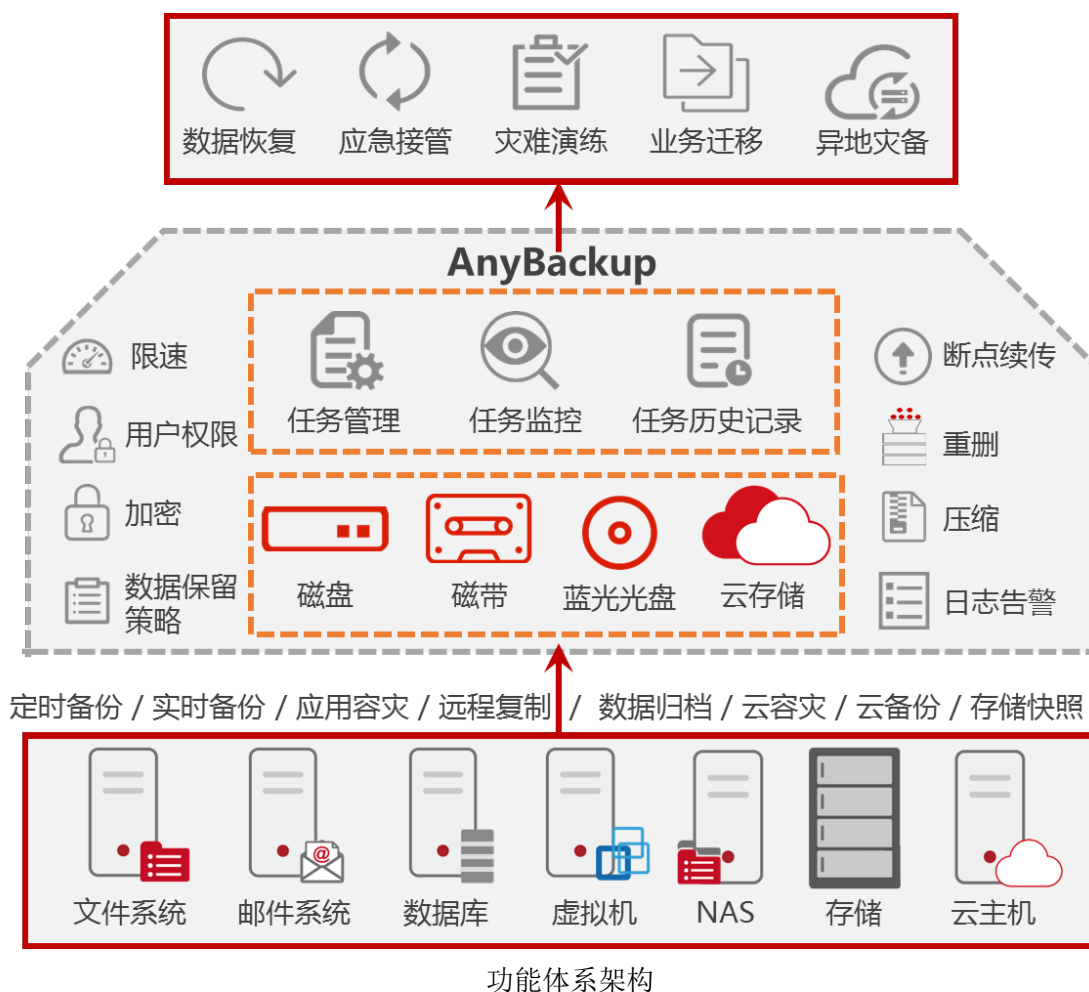 数据恢复 应急接管 灾难演练 业务迁移 异地灾备
AnyBackup
限速
用户权限
加密
数据保留
策略
任务管理 任务监控 任务历史记录
磁盘 磁带 蓝光光盘 云存储
断点续传
重删
压缩
日志告警
定时备份 / 实时备份 / 应用容灾 / 远程复制 / 数据归档 / 云容灾 / 云备份 / 存储快照
@
文件系统 邮件系统 数据库 虚拟机 NAS 存储 云主机
功能体系架构